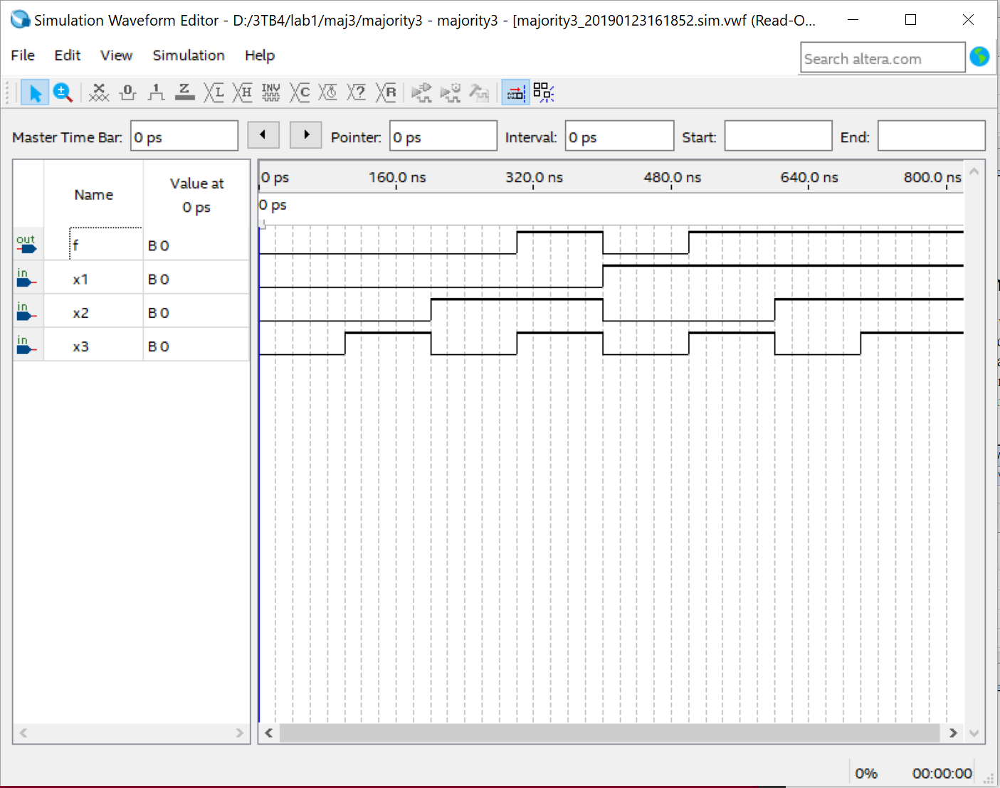 Simulation Waveform Editor - D:/3TB4/lab1/maj3/majority3 - majority3 - [majority3_20190123161852.sim.vwf (Read-O...
File Edit View Simulation Help
Search altera.com
X 0 1 Z L H INV C ? R
Master Time Bar: 0 ps Pointer: 0 ps Interval: 0 ps Start: End:
Name Value at 0 ps
0 ps 160.0 ns 320.0 ns 480.0 ns 640.0 ns 800.0 ns
0 ps
out f B 0
in x1 B 0
in x2 B 0
in x3 B 0
0% 00:00:00